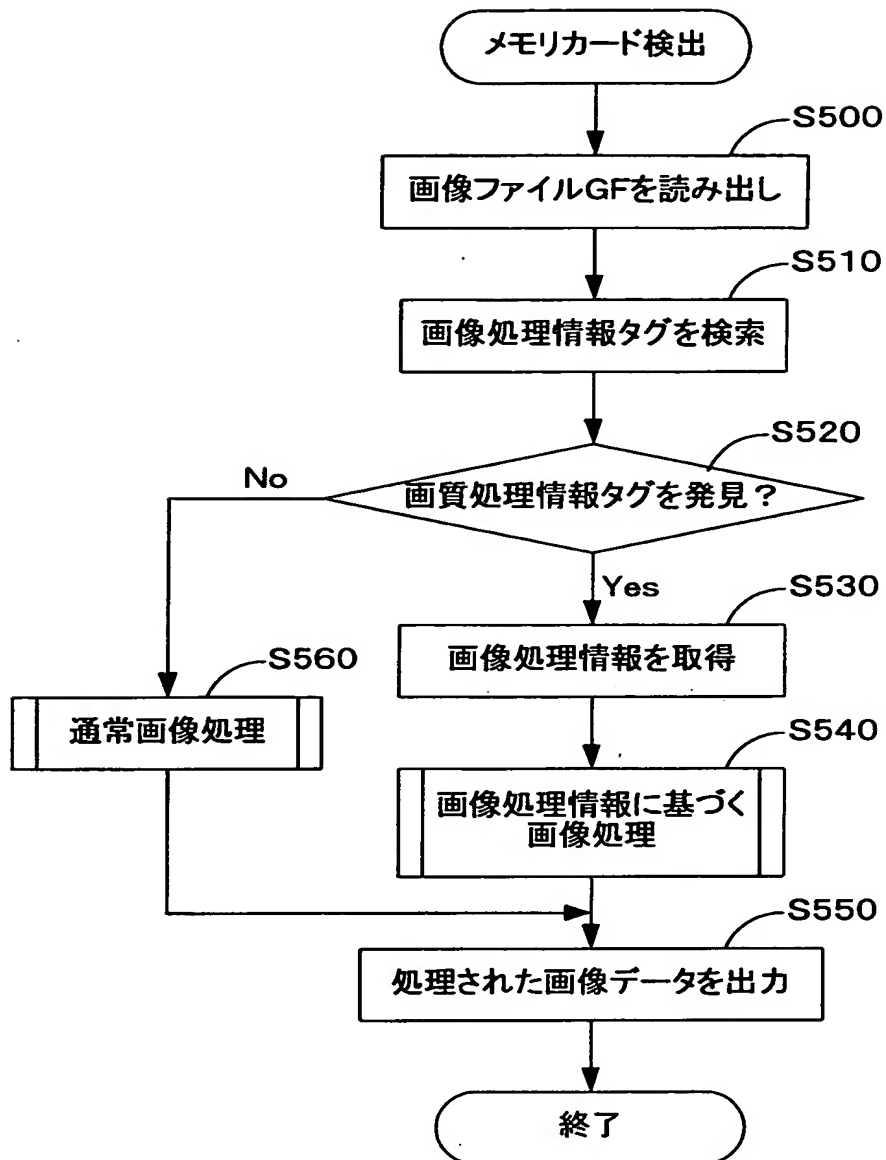 メモリカード検出
S500
画像ファイルGFを読み出し
S510
画像処理情報タグを検索
S520
画質処理情報タグを発見？
No
Yes
S530
画像処理情報を取得
S560
通常画像処理
S540
画像処理情報に基づく
画像処理
S550
処理された画像データを出力
終了